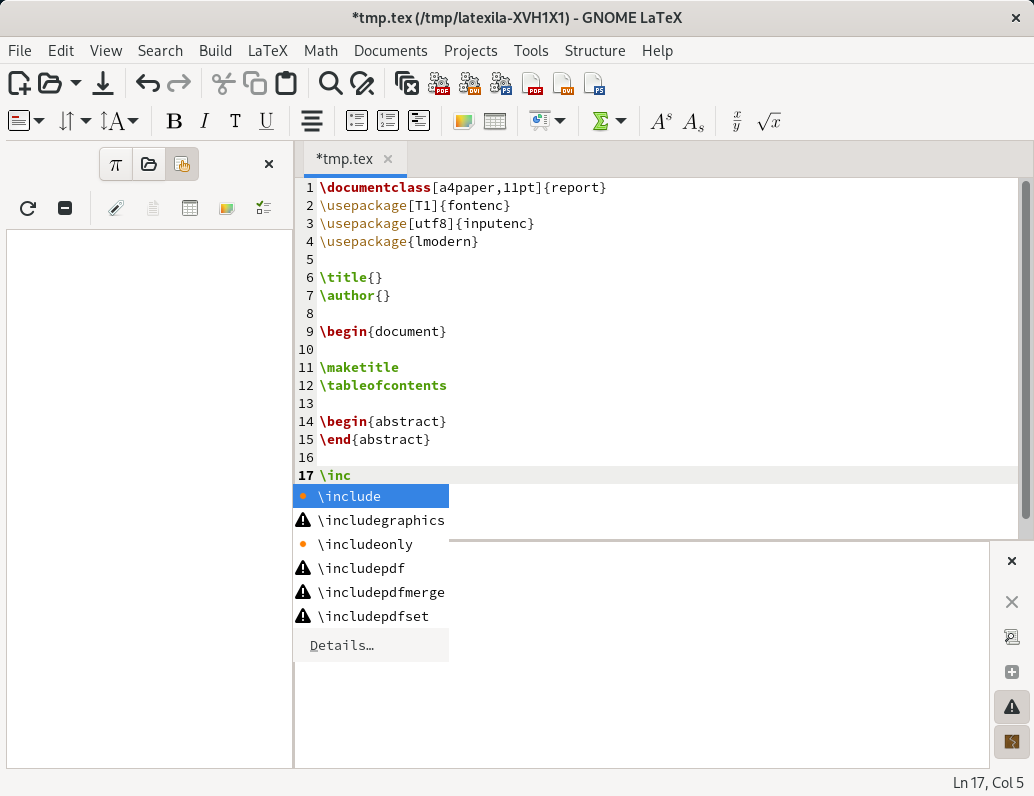 *tmp.tex (/tmp/latexila-XVH1X1) - GNOME LaTeX
File Edit View Search Build LaTeX Math Documents Projects Tools Structure Help
PDF DVI PS PDF DVI PS
A B I T U Σ A^s A_s x/y √x
π
*tmp.tex
1 \documentclass[a4paper,11pt]{report}
2 \usepackage[T1]{fontenc}
3 \usepackage[utf8]{inputenc}
4 \usepackage{lmodern}
5
6 \title{}
7 \author{}
8
9 \begin{document}
10
11 \maketitle
12 \tableofcontents
13
14 \begin{abstract}
15 \end{abstract}
16
17 \inc
\include
\includegraphics
\includeonly
\includepdf
\includepdfmerge
\includepdfset
Details…
Ln 17, Col 5